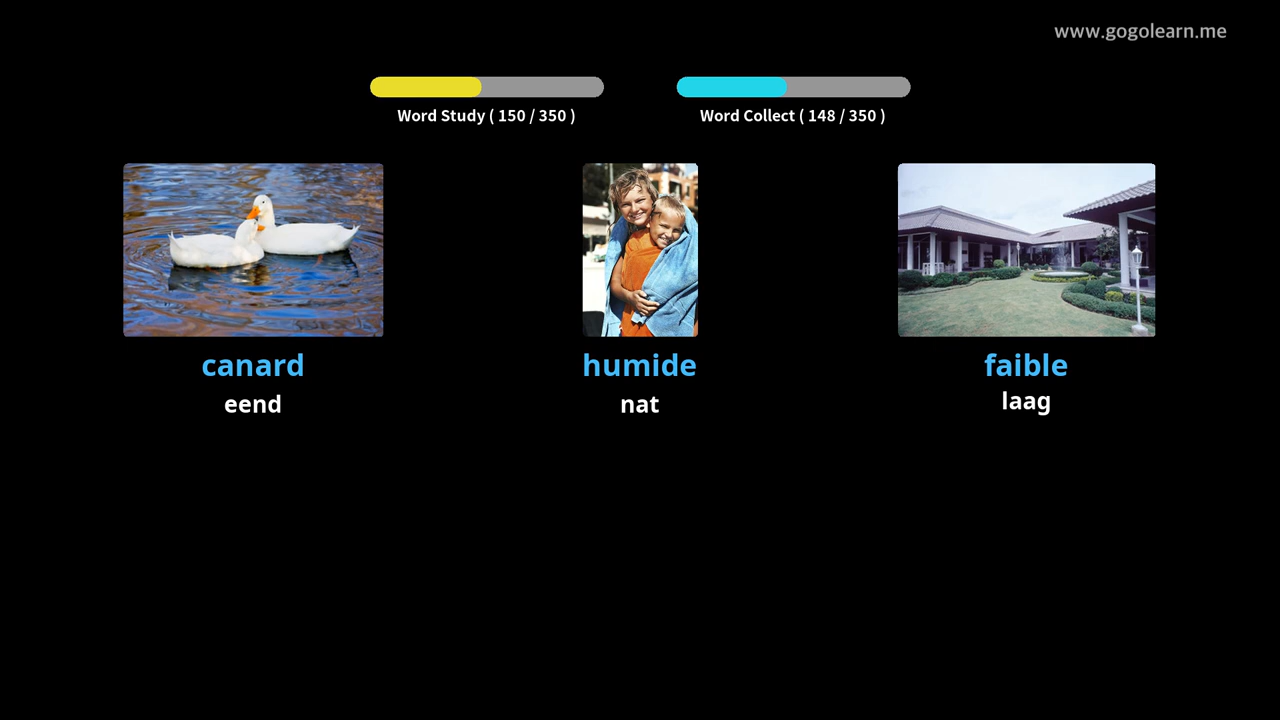 www.gogolearn.me
Word Study ( 150 / 350 )
Word Collect ( 148 / 350 )
canard
eend
humide
nat
faible
laag